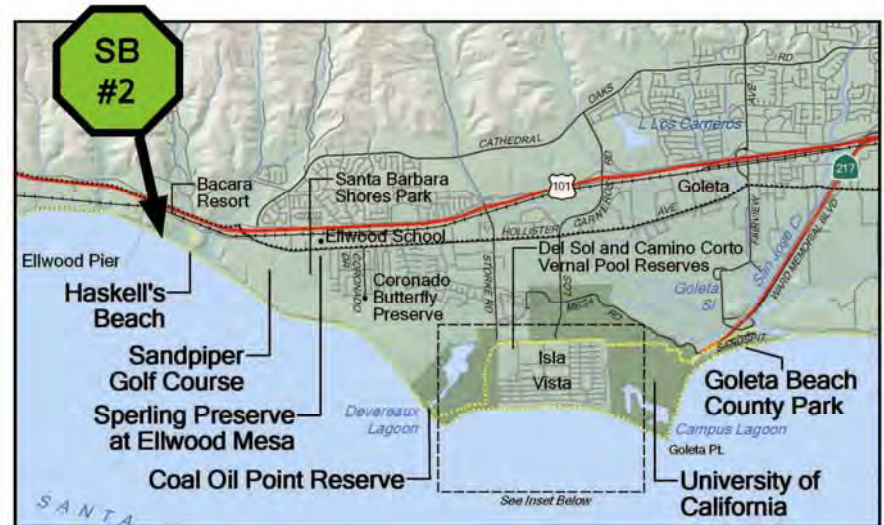 SB
#2
RD
OAKS
AVE
L Los Carneros
CATHEDRAL
217
Bacara
Resort
Santa Barbara
Shores Park
101
CARNEROS
RD
Goleta
HOLLISTER
AVE
Ellwood School
FAIRVIEW
San Jose Cr
WARD MEMORIAL BLVD
Ellwood Pier
Del Sol and Camino Corto
Vernal Pool Reserves
CORONADO
DR
Coronado
Butterfly
Preserve
STORKE RD
LOS
Goleta
Sl
Haskell's
Beach
MESA
RD
SANDSPIT
Sandpiper
Golf Course
Isla
Vista
Goleta Beach
County Park
Sperling Preserve
at Ellwood Mesa
Devereaux
Lagoon
Campus Lagoon
Goleta Pt.
Coal Oil Point Reserve
University of
California
See Inset Below
SANTA